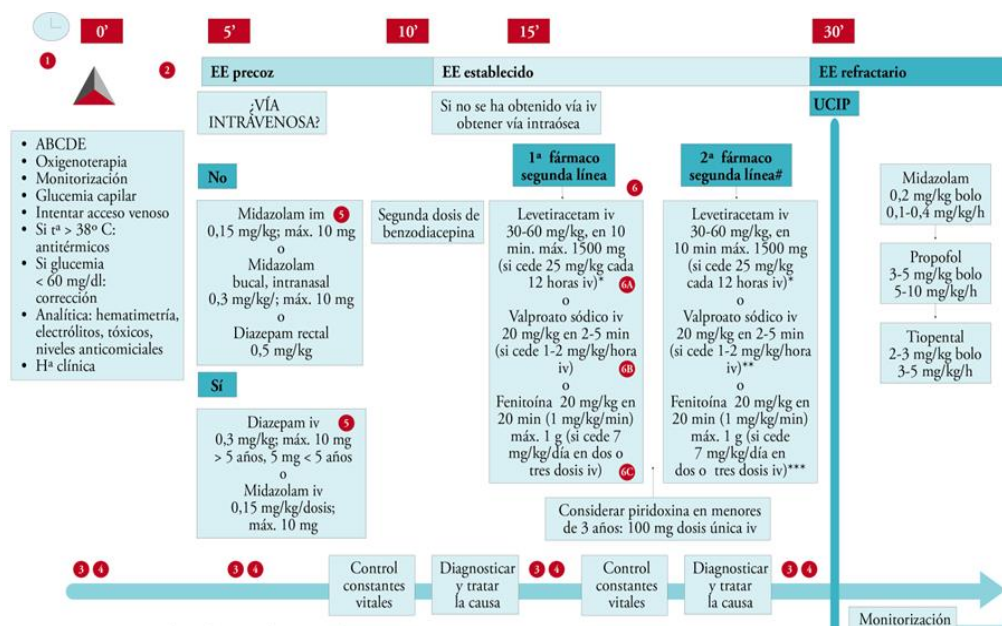 0’
5’
10’
15’
30’
1
2
EE precoz
EE establecido
EE refractario
¿VÍA
INTRÁVENOSA?
Si no se ha obtenido vía iv
obtener vía intraósea
UCIP
• ABCDE
• Oxigenoterapia
• Monitorización
• Glucemia capilar
• Intentar acceso venoso
• Si tª > 38º C:
antitérmicos
• Si glucemia
< 60 mg/dl:
corrección
• Analítica: hematimetría,
electrólitos, tóxicos,
niveles anticomiciales
• Hª clínica
No
Midazolam im 5
0,15 mg/kg; máx. 10 mg
o
Midazolam
bucal, intranasal
0,3 mg/kg/; máx. 10 mg
o
Diazepam rectal
0,5 mg/kg
Sí
Diazepam iv 5
0,3 mg/kg; máx. 10 mg
> 5 años, 5 mg < 5 años
o
Midazolam iv
0,15 mg/kg/dosis;
máx. 10 mg
Segunda dosis de
benzodiacepina
1ª fármaco
segunda línea
6
Levetiracetam iv
30-60 mg/kg, en 10
min. máx. 1500 mg
(si cede 25 mg/kg cada
12 horas iv)* 6A
o
Valproato sódico iv
20 mg/kg en 2-5 min
(si cede 1-2 mg/kg/hora
iv) 6B
o
Fenitoína 20 mg/kg en
20 min (1 mg/kg/min)
máx. 1 g (si cede 7
mg/kg/día en dos o
tres dosis iv) 6C
2ª fármaco
segunda línea#
Levetiracetam iv
30-60 mg/kg, en
10 min máx. 1500 mg
(si cede 25 mg/kg
cada 12 horas iv)*
o
Valproato sódico iv
20 mg/kg en 2-5 min
(si cede 1-2 mg/kg/hora
iv)**
o
Fenitoína 20 mg/kg en
20 min (1 mg/kg/min)
máx. 1 g (si cede
7 mg/kg/día en
dos o tres dosis iv)***
Considerar piridoxina en menores
de 3 años: 100 mg dosis única iv
Midazolam
0,2 mg/kg bolo
0,1-0,4 mg/kg/h
Propofol
3-5 mg/kg bolo
5-10 mg/kg/h
Tiopental
2-3 mg/kg bolo
3-5 mg/kg/h
3 4
3 4
Control
constantes
vitales
Diagnosticar
y tratar
la causa
3 4
Control
constantes
vitales
Diagnosticar
y tratar
la causa
3 4
Monitorización